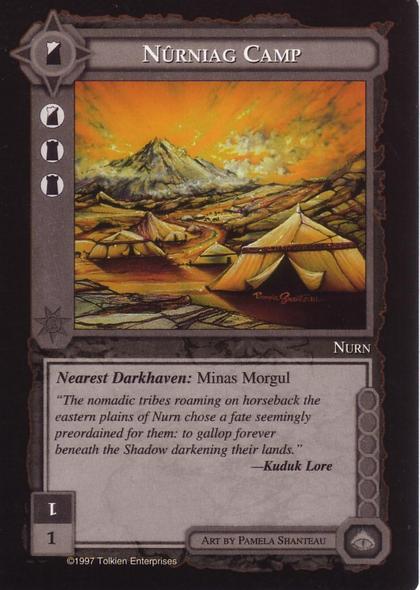 NÛRNIAG CAMP
NURN
Nearest Darkhaven: Minas Morgul
"The nomadic tribes roaming on horseback the
eastern plains of Nurn chose a fate seemingly
preordained for them: to gallop forever
beneath the Shadow darkening their lands."
—Kuduk Lore
1
1
ART BY PAMELA SHANTEAU
©1997 Tolkien Enterprises